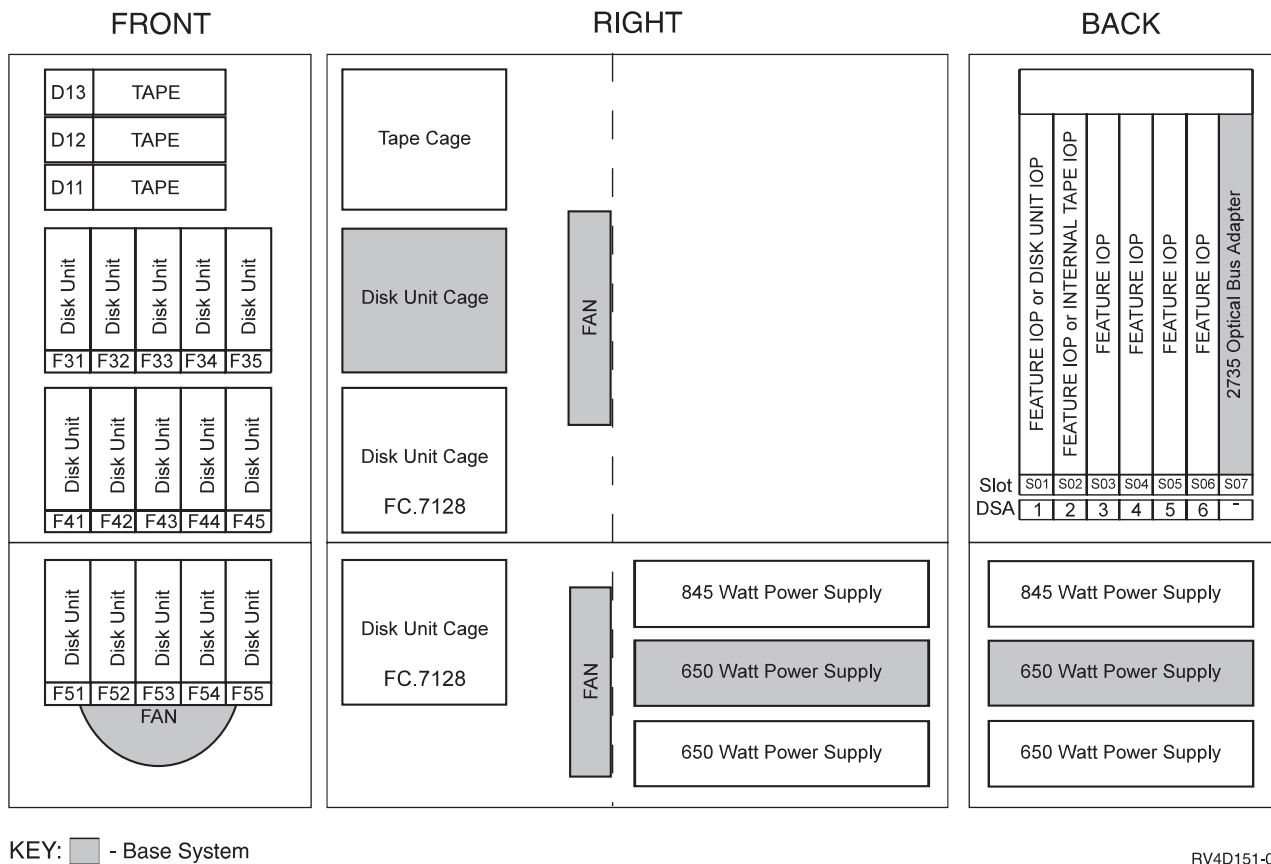 FRONT
RIGHT
BACK
D13 TAPE
D12 TAPE
D11 TAPE
Disk Unit Disk Unit Disk Unit Disk Unit Disk Unit
F31 F32 F33 F34 F35
Disk Unit Disk Unit Disk Unit Disk Unit Disk Unit
F41 F42 F43 F44 F45
Disk Unit Disk Unit Disk Unit Disk Unit Disk Unit
F51 F52 F53 F54 F55
FAN
Tape Cage
Disk Unit Cage
FAN
Disk Unit Cage
FC.7128
Disk Unit Cage
FC.7128
FAN
845 Watt Power Supply
650 Watt Power Supply
650 Watt Power Supply
FEATURE IOP or DISK UNIT IOP
FEATURE IOP or INTERNAL TAPE IOP
FEATURE IOP
FEATURE IOP
FEATURE IOP
FEATURE IOP
2735 Optical Bus Adapter
Slot S01 S02 S03 S04 S05 S06 S07
DSA 1 2 3 4 5 6 -
845 Watt Power Supply
650 Watt Power Supply
650 Watt Power Supply
KEY: - Base System